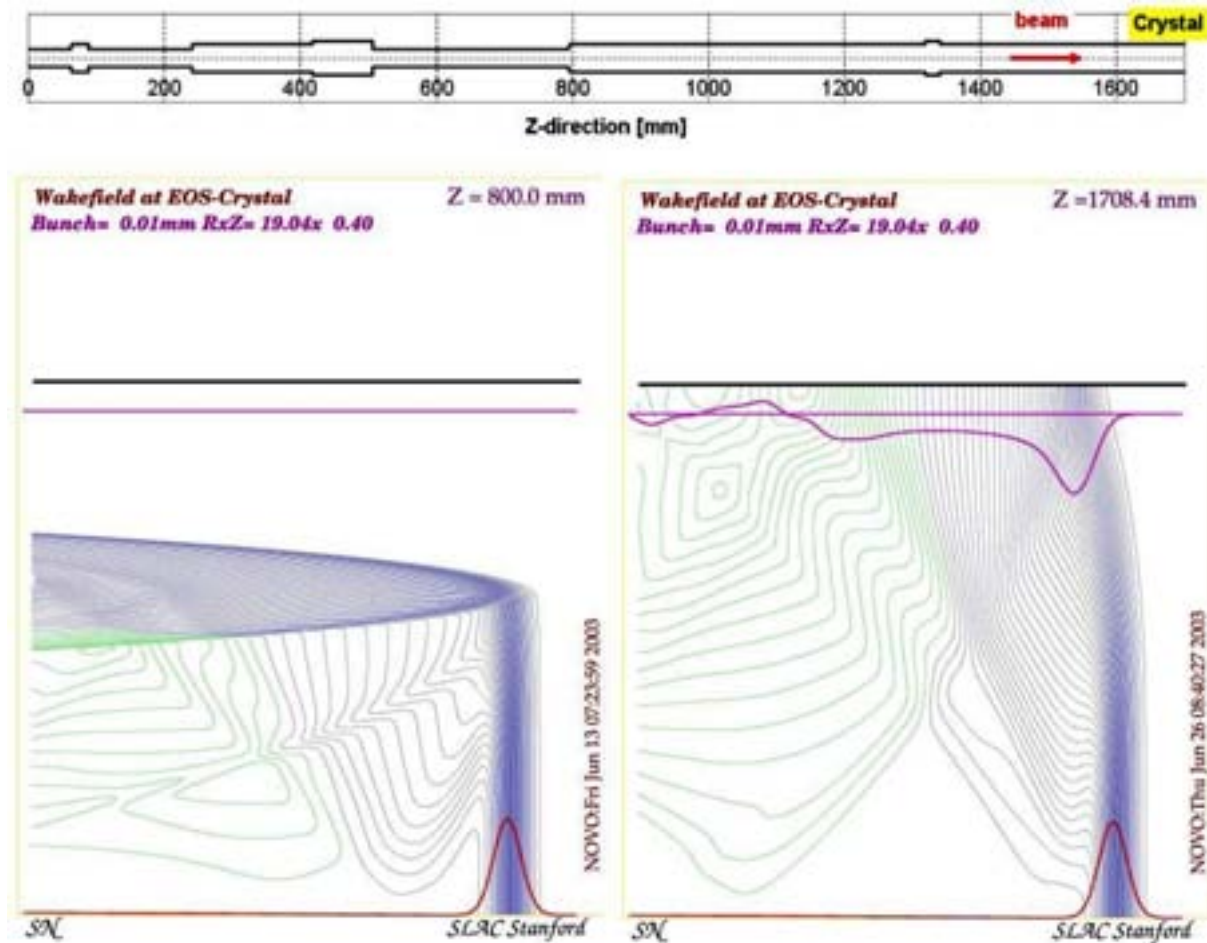 beam
Crystal
0 200 400 600 800 1000 1200 1400 1600
Z-direction [mm]
Wakefield at EOS-Crystal Z = 800.0 mm
Bunch= 0.01mm RxZ= 19.04x 0.40
NOVO:Fri Jun 13 07:23:59 2003
SN SLAC Stanford
Wakefield at EOS-Crystal Z =1708.4 mm
Bunch= 0.01mm RxZ= 19.04x 0.40
NOVO:Thu Jun 26 08:40:27 2003
SN SLAC Stanford